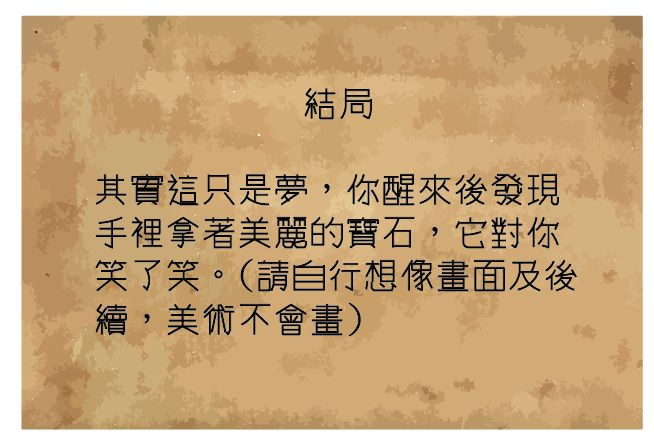 結局
其實這只是夢，你醒來後發現
手裡拿著美麗的寶石，它對你
笑了笑。(請自行想像畫面及後
續，美術不會畫)